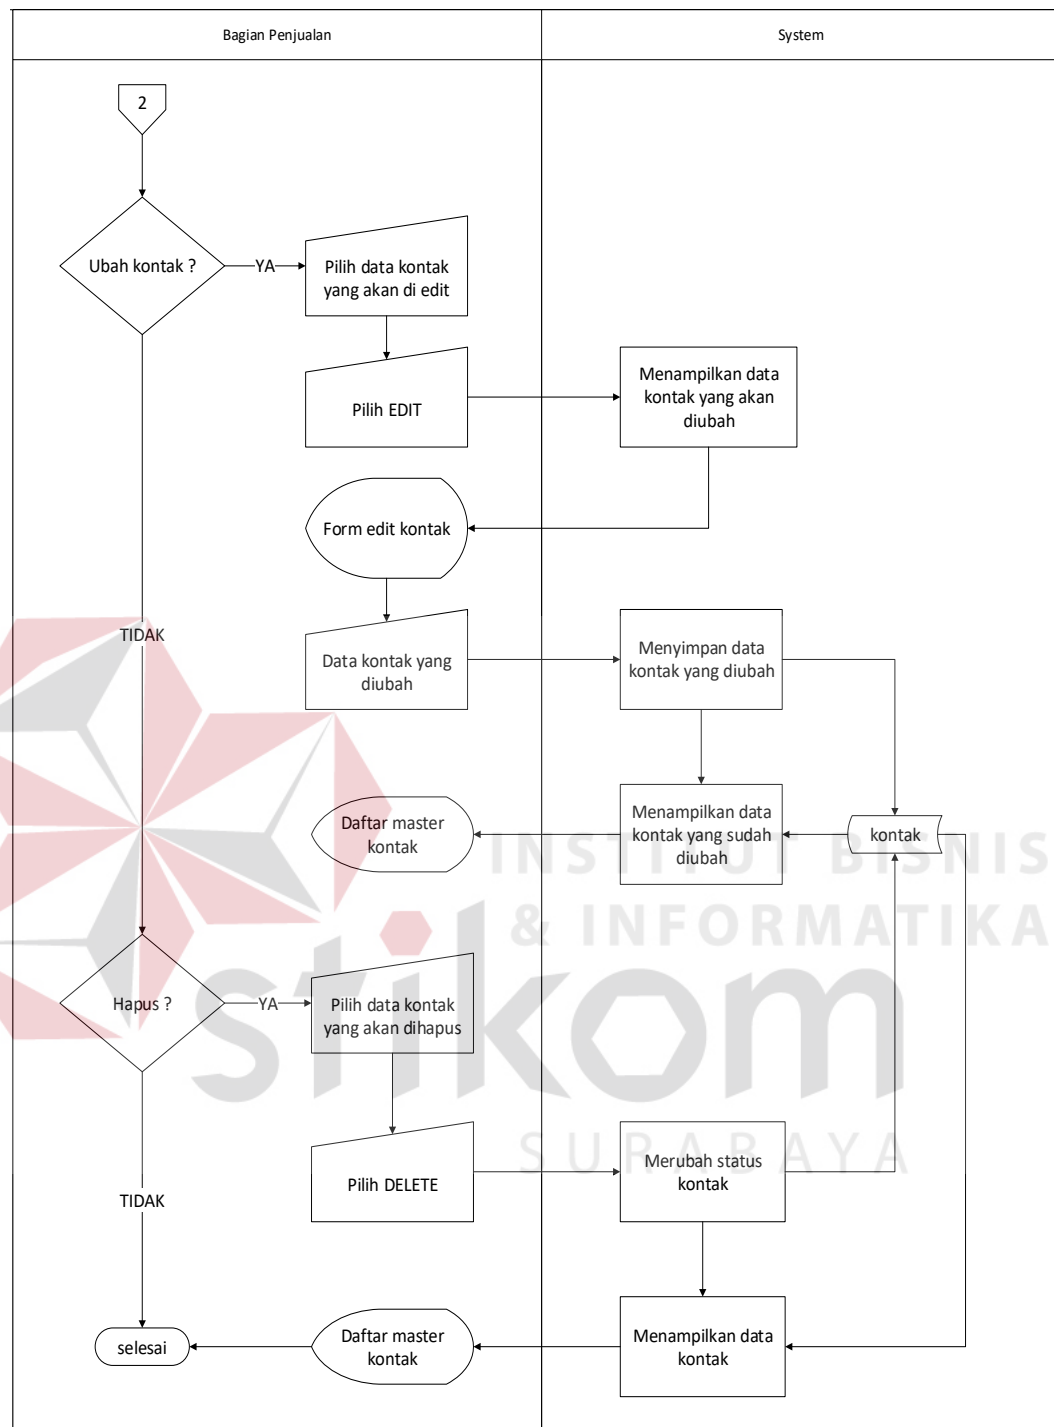 Bagian Penjualan
System
2
Ubah kontak ?
YA
Pilih data kontak
yang akan di edit
Pilih EDIT
Menampilkan data
kontak yang akan
diubah
Form edit kontak
TIDAK
Data kontak yang
diubah
Menyimpan data
kontak yang diubah
Daftar master
kontak
Menampilkan data
kontak yang sudah
diubah
kontak
INSTITUT BISNIS
& INFORMATIKA
stikom
SURABAYA
Hapus ?
YA
Pilih data kontak
yang akan dihapus
Pilih DELETE
Merubah status
kontak
TIDAK
selesai
Daftar master
kontak
Menampilkan data
kontak